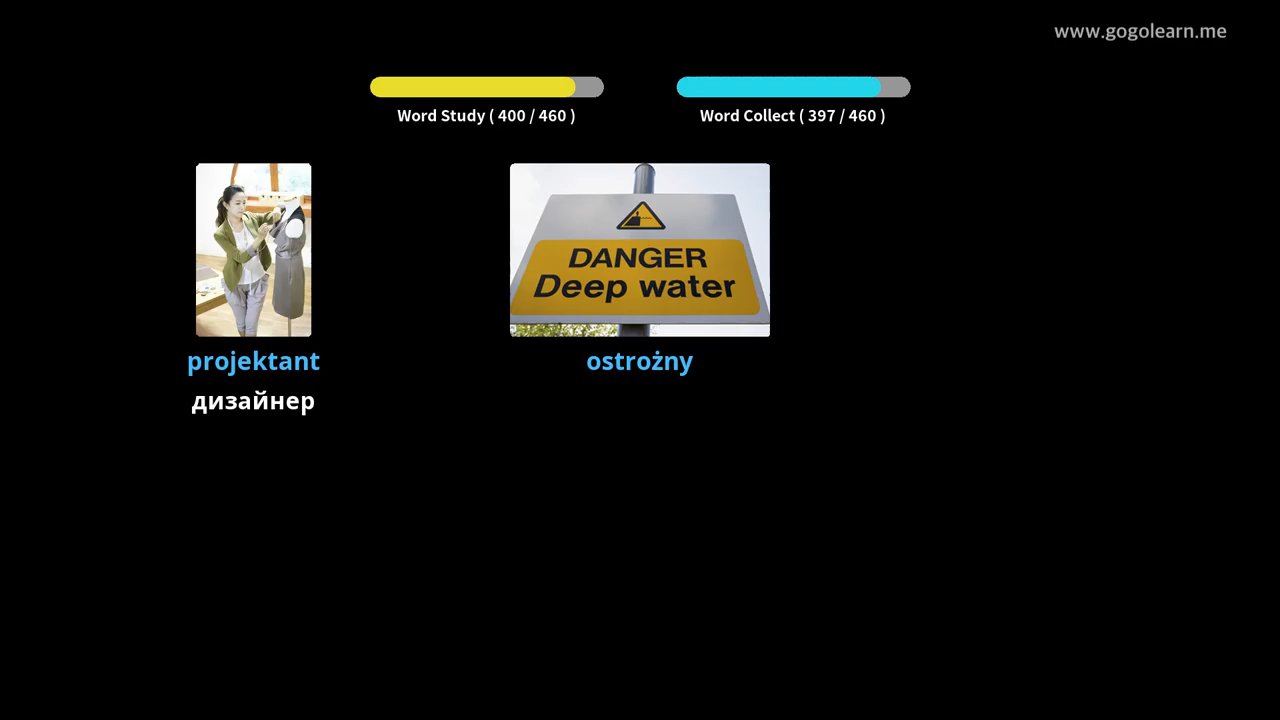 www.gogolearn.me
Word Study ( 400 / 460 )
Word Collect ( 397 / 460 )
DANGER
Deep water
projektant
ostrożny
дизайнер